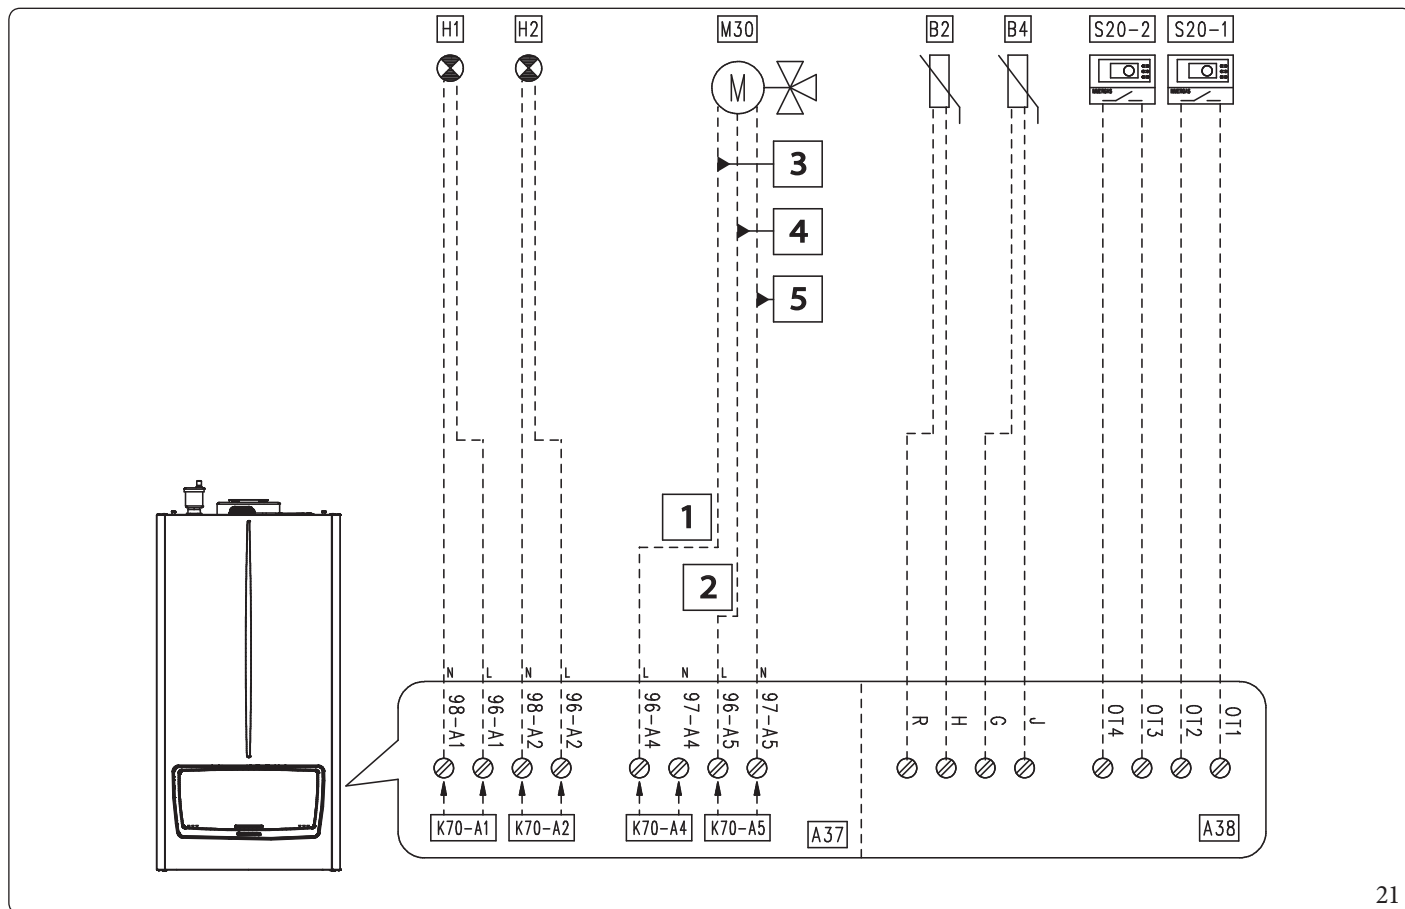 H1 H2 M30 B2 B4 S20-2 S20-1
M
3
4
5
1
2
N L N L L N L N
98-A1 96-A1 98-A2 96-A2 96-A4 97-A4 96-A5 97-A5 R H G J OT4 OT3 OT2 OT1
K70-A1 K70-A2 K70-A4 K70-A5 A37 A38
21